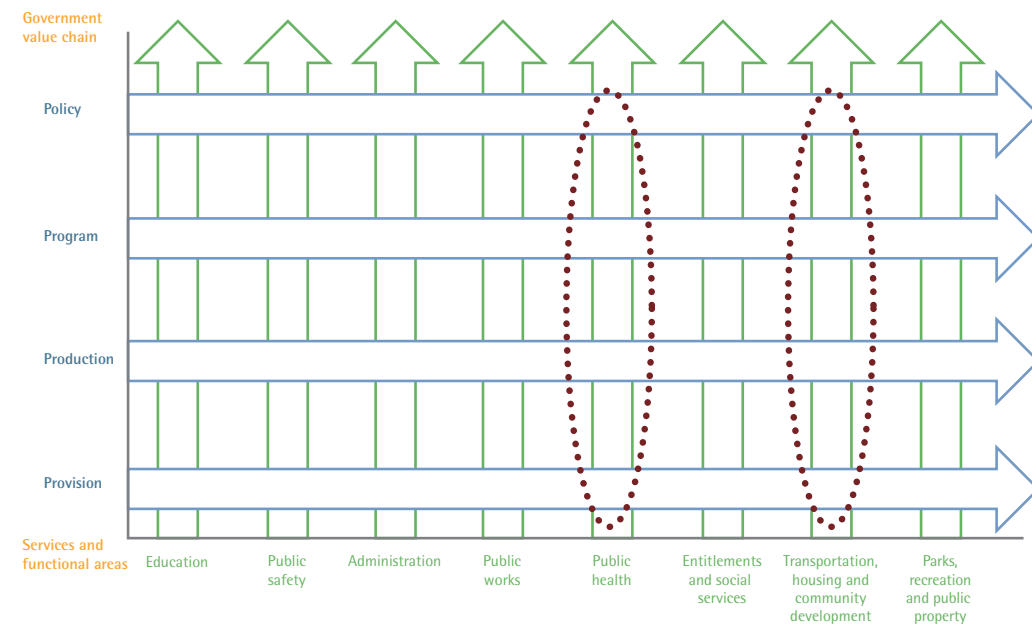 Government
value chain
Policy
Program
Production
Provision
Services and
functional areas
Education
Public
safety
Administration
Public
works
Public
health
Entitlements
and social
services
Transportation,
housing and
community
development
Parks,
recreation
and public
property